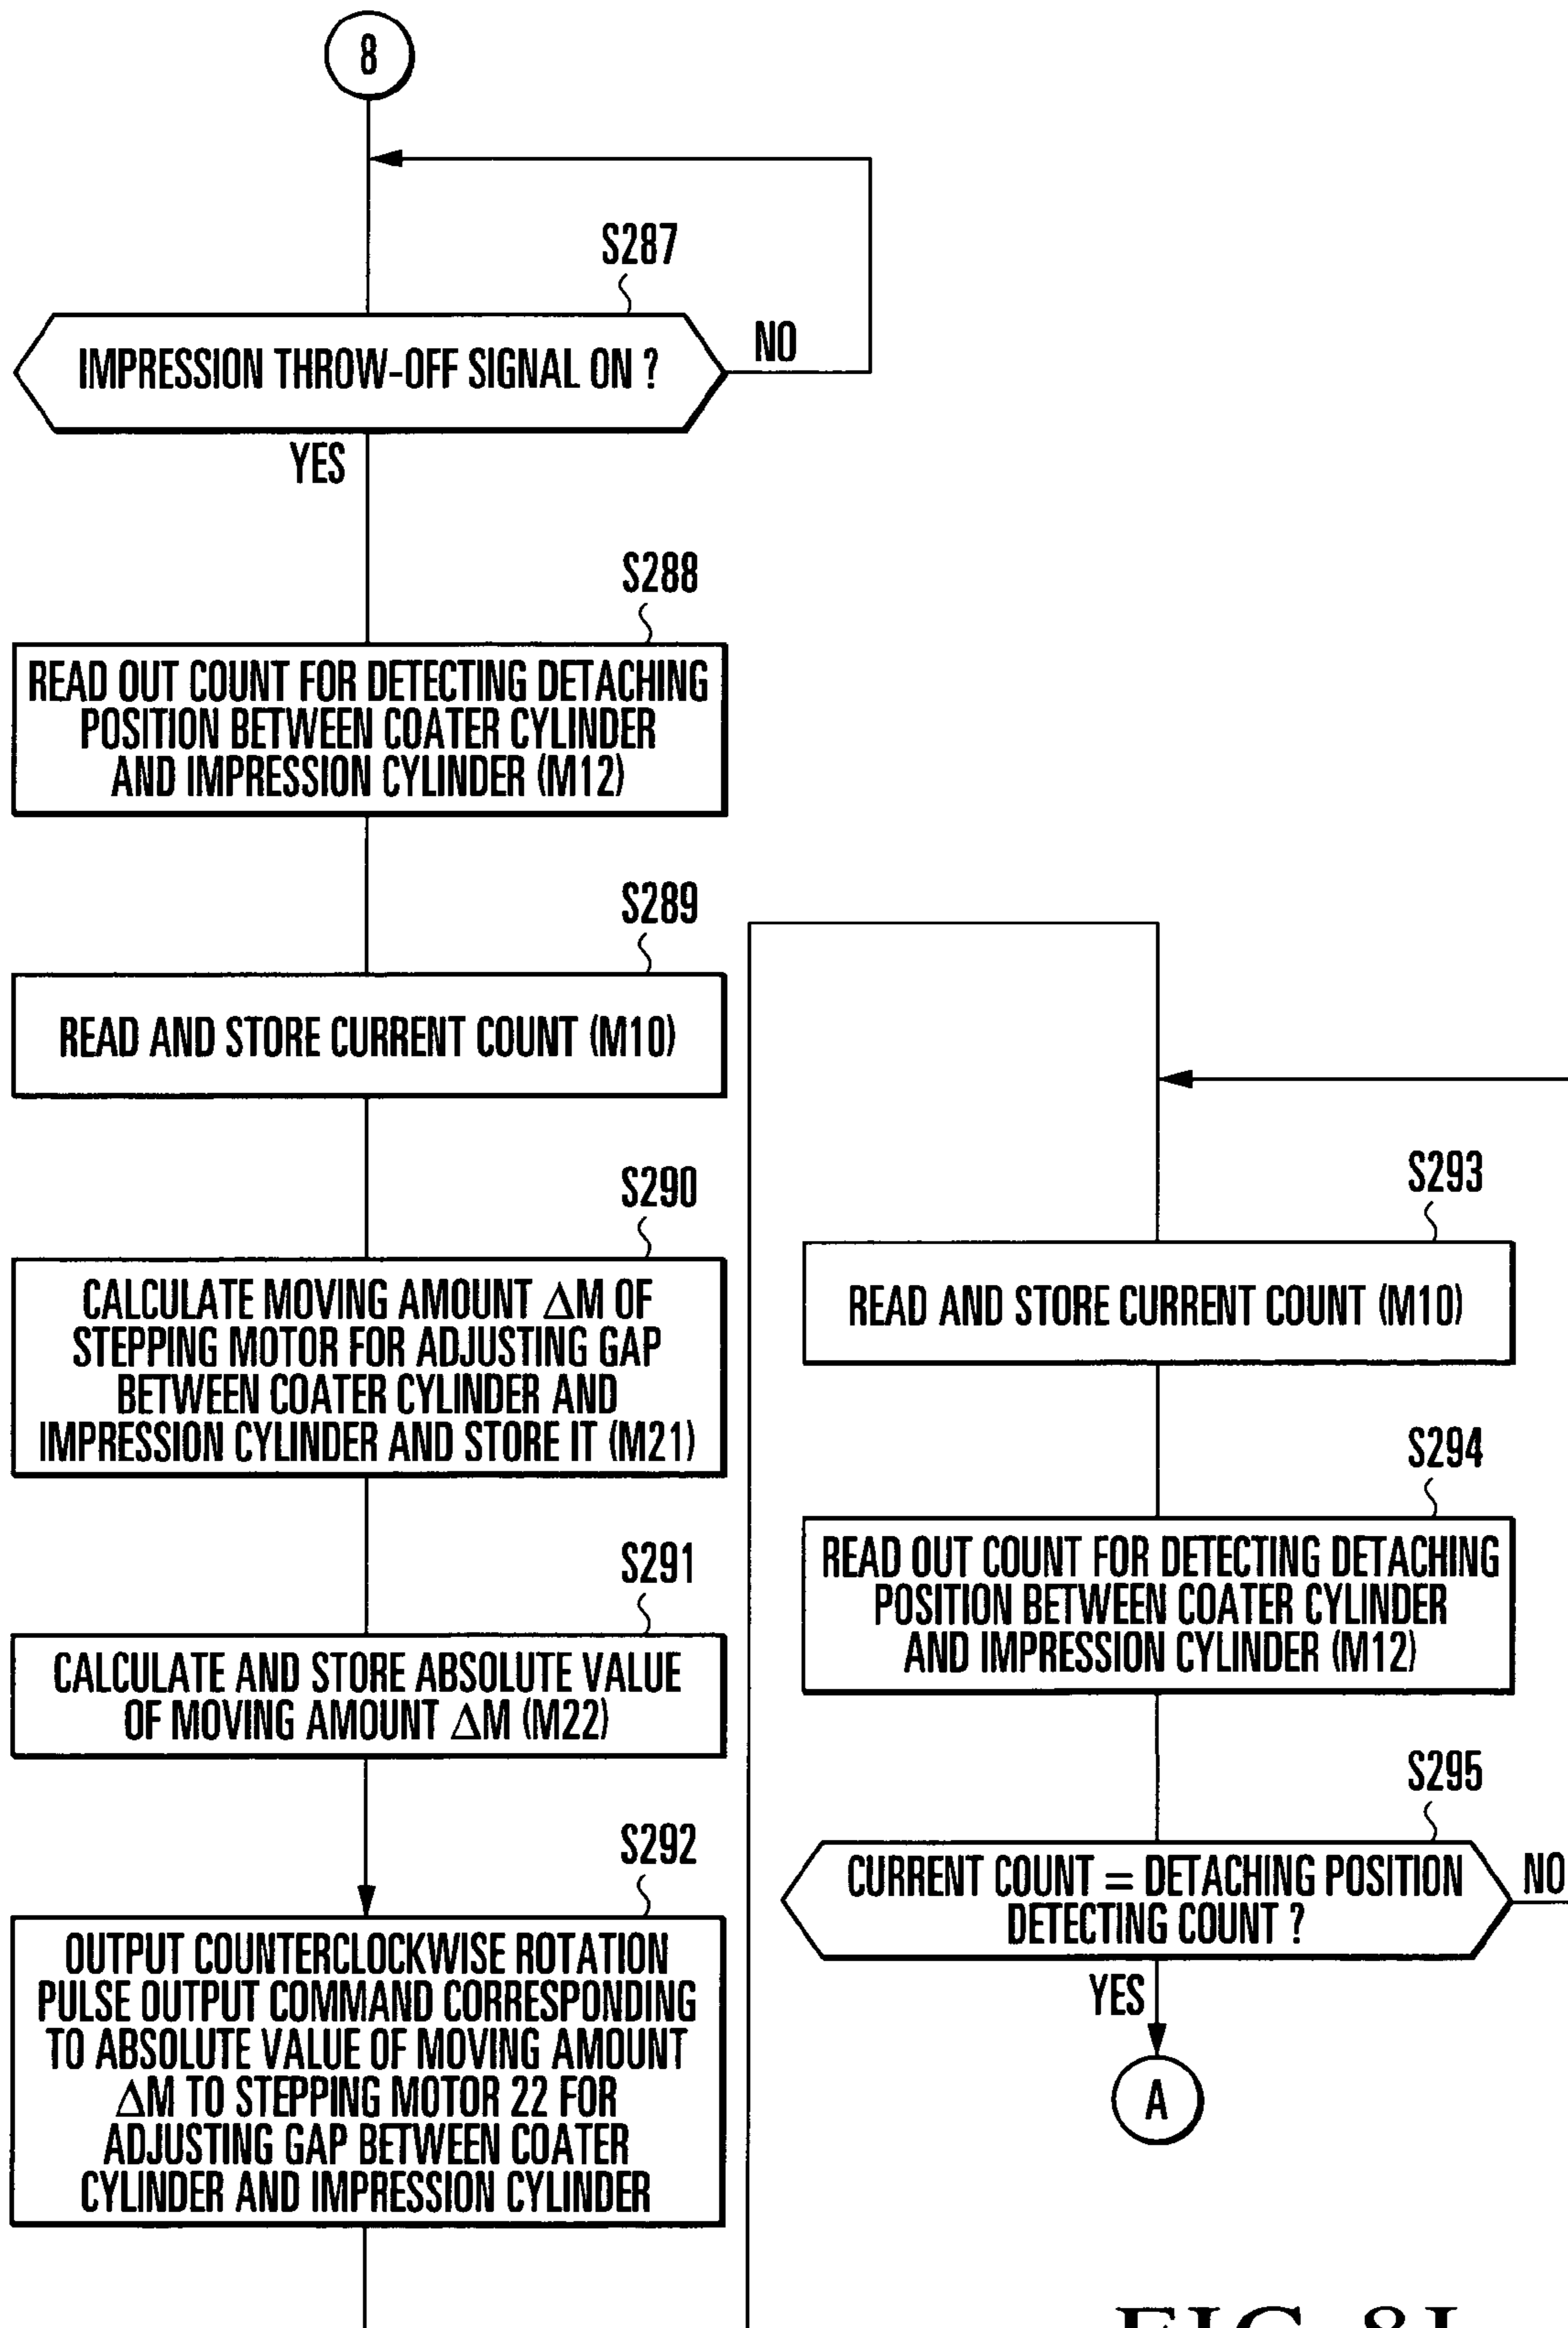 8
S287
IMPRESSION THROW-OFF SIGNAL ON ?
NO
YES
S288
READ OUT COUNT FOR DETECTING DETACHING
POSITION BETWEEN COATER CYLINDER
AND IMPRESSION CYLINDER (M12)
S289
READ AND STORE CURRENT COUNT (M10)
S290
CALCULATE MOVING AMOUNT ΔM OF
STEPPING MOTOR FOR ADJUSTING GAP
BETWEEN COATER CYLINDER AND
IMPRESSION CYLINDER AND STORE IT (M21)
S291
CALCULATE AND STORE ABSOLUTE VALUE
OF MOVING AMOUNT ΔM (M22)
S292
OUTPUT COUNTERCLOCKWISE ROTATION
PULSE OUTPUT COMMAND CORRESPONDING
TO ABSOLUTE VALUE OF MOVING AMOUNT
ΔM TO STEPPING MOTOR 22 FOR
ADJUSTING GAP BETWEEN COATER
CYLINDER AND IMPRESSION CYLINDER
S293
READ AND STORE CURRENT COUNT (M10)
S294
READ OUT COUNT FOR DETECTING DETACHING
POSITION BETWEEN COATER CYLINDER
AND IMPRESSION CYLINDER (M12)
S295
CURRENT COUNT = DETACHING POSITION
DETECTING COUNT ?
NO
YES
A